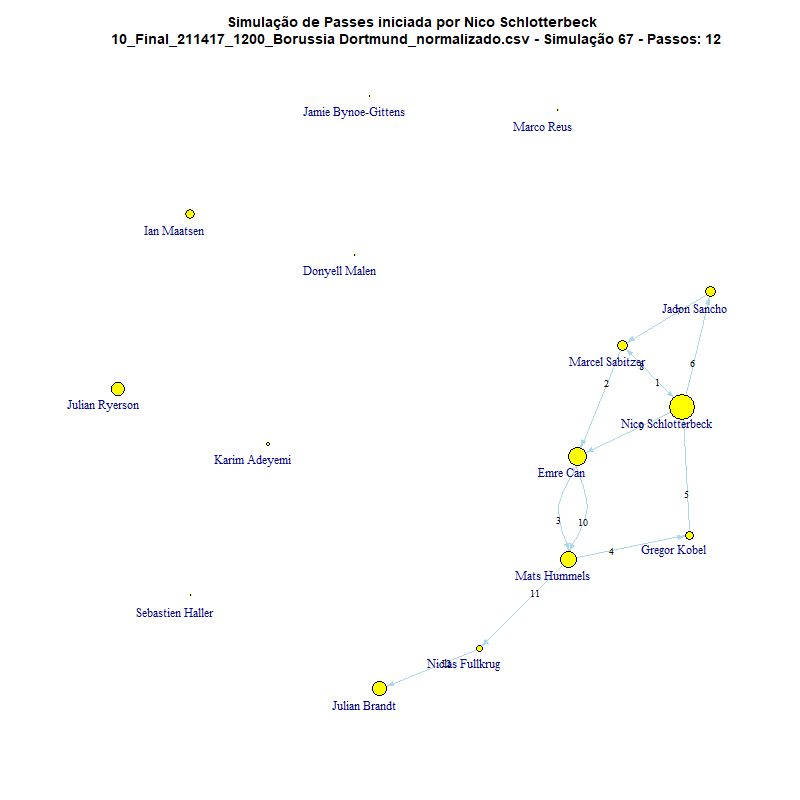 Simulação de Passes iniciada por Nico Schlotterbeck
10_Final_211417_1200_Borussia Dortmund_normalizado.csv - Simulação 67 - Passos: 12
Jamie Bynoe-Gittens
Marco Reus
Ian Maatsen
Donyell Malen
Jadon Sancho
Marcel Sabitzer
8
6
1
2
Julian Ryerson
Nico Schlotterbeck
9
Karim Adeyemi
Emre Can
5
3
10
Gregor Kobel
4
Mats Hummels
11
Sebastien Haller
Niclas Fullkrug
12
Julian Brandt